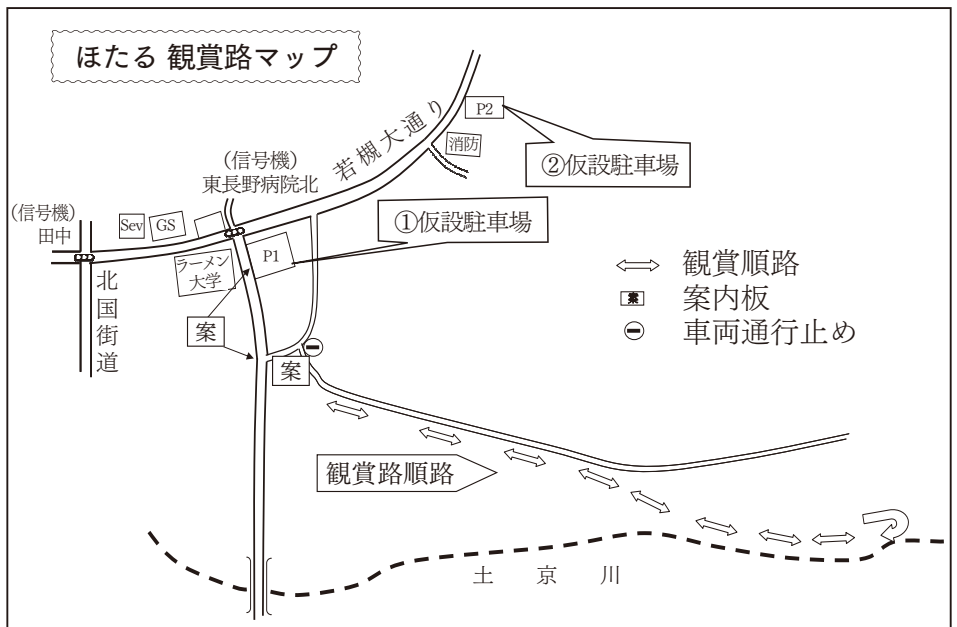 ほたる 観賞路マップ
若槻大通り
P2
消防
②仮設駐車場
(信号機)
東長野病院北
(信号機)
田中
Sev
GS
①仮設駐車場
P1
ラーメン
大学
北国街道
案
案
観賞順路
案
案内板
車両通行止め
観賞路順路
土京川